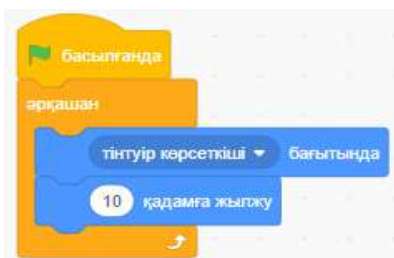 басылғанда
әрқашан
тінтуір көрсеткіші бағытында
10 қадамға жылжу